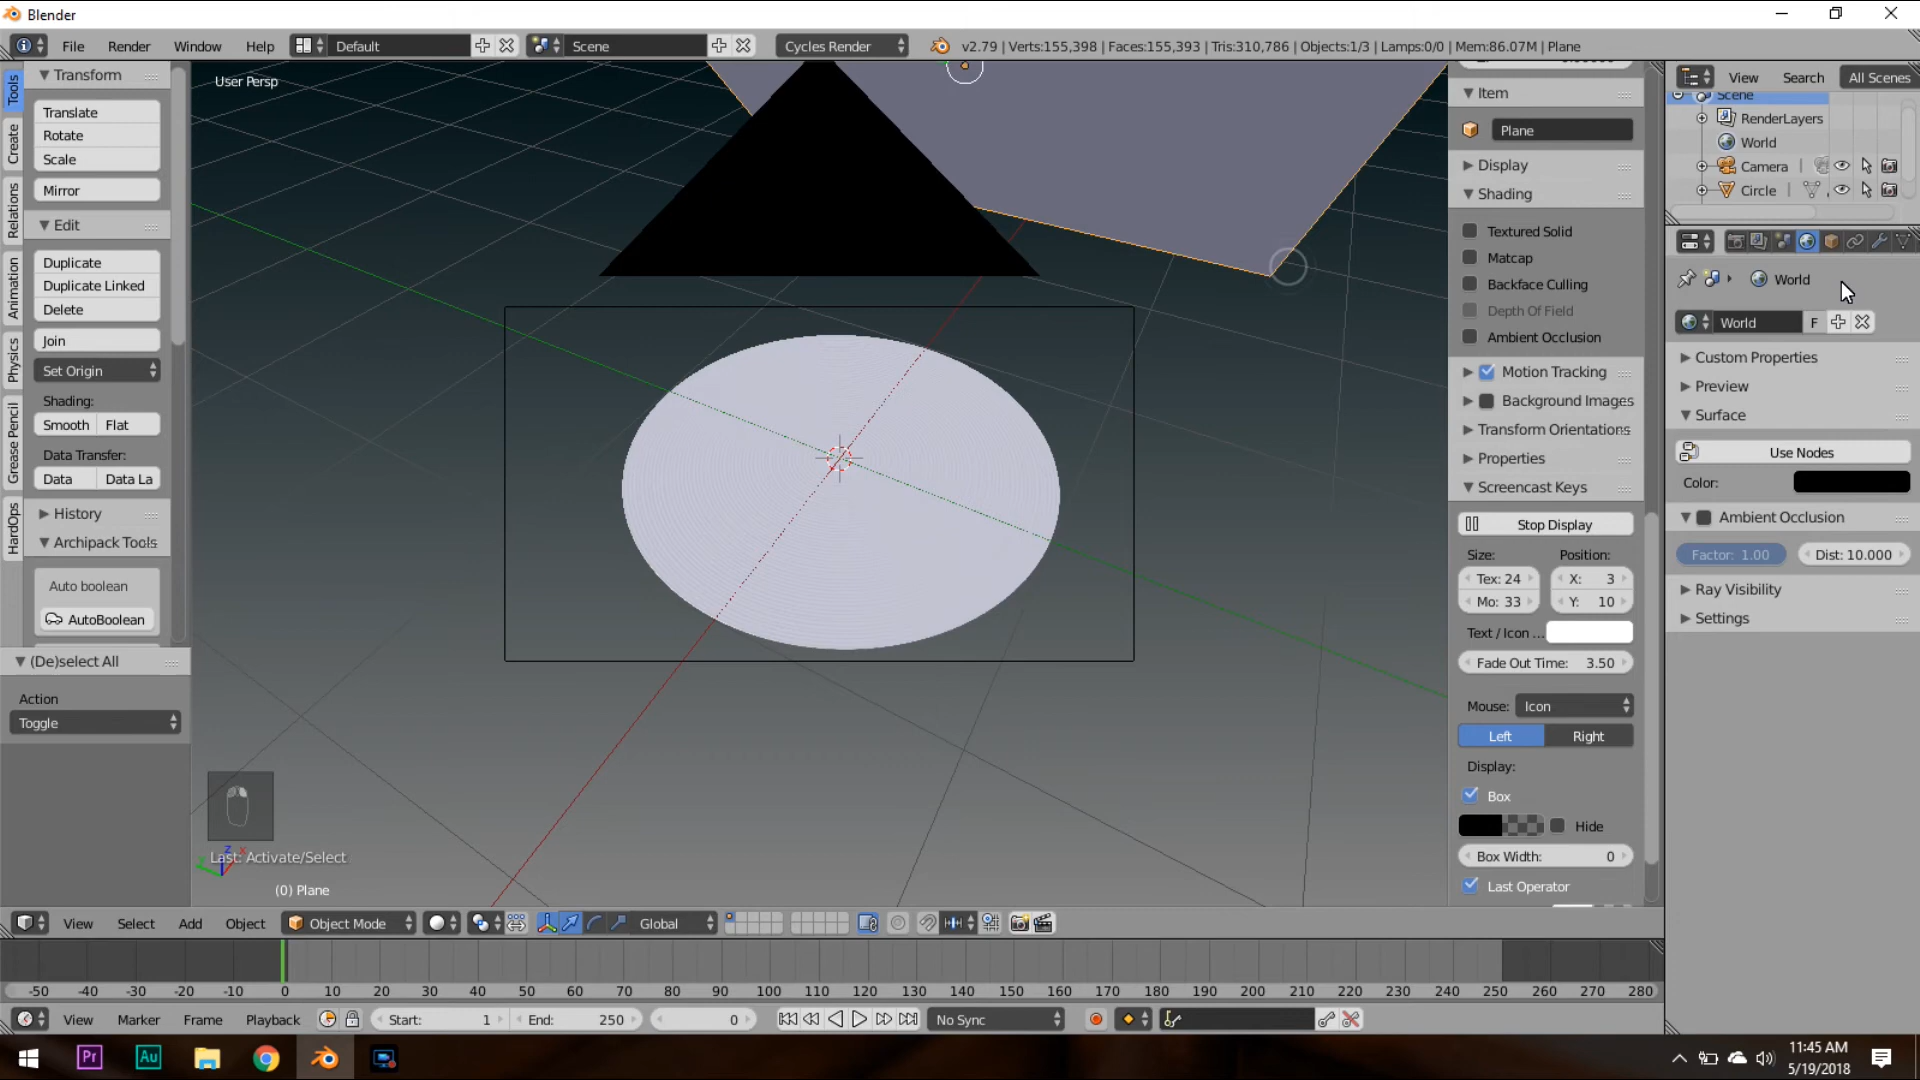 Blender
File Render Window Help Default Scene Cycles Render v2.79 | Verts:155,398 | Faces:155,393 | Tris:310,786 | Objects:1/3 | Lamps:0/0 | Mem:86.07M | Plane
Tools
Create
Relations
Animation
Physics
Grease Pencil
HardOps
Transform
Translate
Rotate
Scale
Mirror
Edit
Duplicate
Duplicate Linked
Delete
Join
Set Origin
Shading:
Smooth Flat
Data Transfer:
Data Data La
History
Archipack Tools
Auto boolean
AutoBoolean
(De)select All
Action
Toggle
User Persp
Last: Activate/Select
(0) Plane
Item
Plane
Display
Shading
Textured Solid
Matcap
Backface Culling
Depth Of Field
Ambient Occlusion
Motion Tracking
Background Images
Transform Orientations
Properties
Screencast Keys
Stop Display
Size: Position:
Tex: 24 X: 3
Mo: 33 Y: 10
Text / Icon ...
Fade Out Time: 3.50
Mouse: Icon
Left Right
Display:
Box
Hide
Box Width: 0
Last Operator
View Search All Scenes
Scene
RenderLayers
World
Camera
Circle
World
World F
Custom Properties
Preview
Surface
Use Nodes
Color:
Ambient Occlusion
Factor: 1.00 Dist: 10.000
Ray Visibility
Settings
View Select Add Object Object Mode Global
-50 -40 -30 -20 -10 0 10 20 30 40 50 60 70 80 90 100 110 120 130 140 150 160 170 180 190 200 210 220 230 240 250 260 270 280
View Marker Frame Playback Start: 1 End: 250 0 No Sync
Pr Au
11:45 AM
5/19/2018